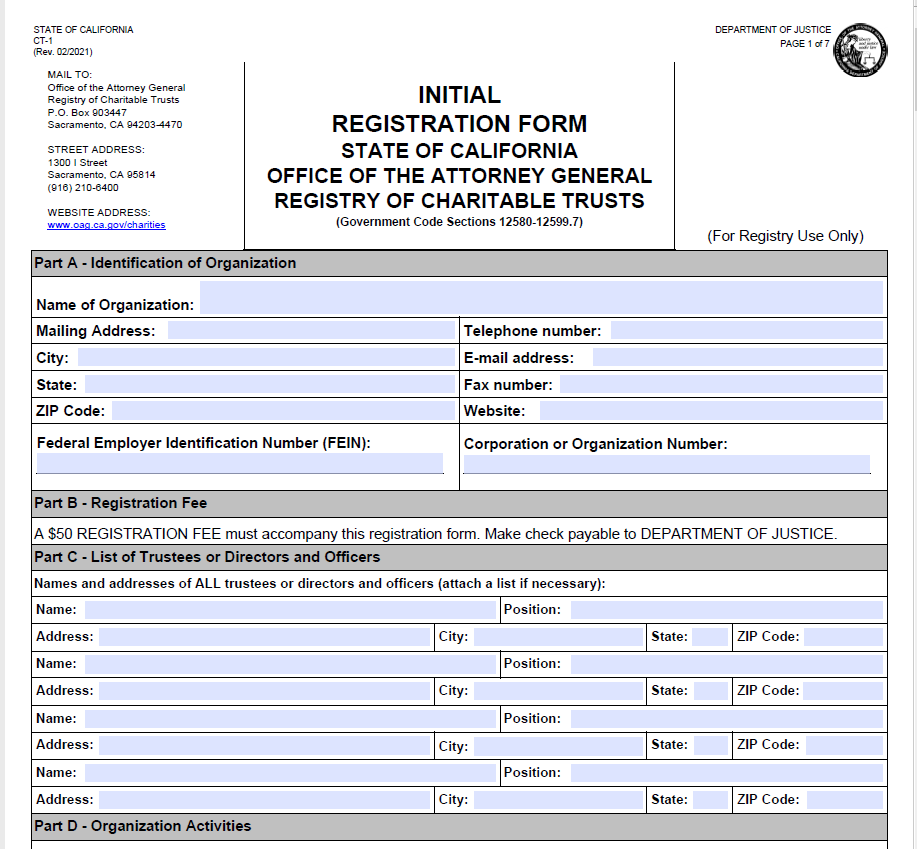 STATE OF CALIFORNIA
CT-1
(Rev. 02/2021)
DEPARTMENT OF JUSTICE
PAGE 1 of 7
MAIL TO:
Office of the Attorney General
Registry of Charitable Trusts
P.O. Box 903447
Sacramento, CA 94203-4470
STREET ADDRESS:
1300 I Street
Sacramento, CA 95814
(916) 210-6400
WEBSITE ADDRESS:
www.oag.ca.gov/charities
INITIAL
REGISTRATION FORM
STATE OF CALIFORNIA
OFFICE OF THE ATTORNEY GENERAL
REGISTRY OF CHARITABLE TRUSTS
(Government Code Sections 12580-12599.7)
(For Registry Use Only)
Part A - Identification of Organization
Name of Organization:
Mailing Address: Telephone number:
City: E-mail address:
State: Fax number:
ZIP Code: Website:
Federal Employer Identification Number (FEIN): Corporation or Organization Number:
Part B - Registration Fee
A $50 REGISTRATION FEE must accompany this registration form. Make check payable to DEPARTMENT OF JUSTICE.
Part C - List of Trustees or Directors and Officers
Names and addresses of ALL trustees or directors and officers (attach a list if necessary):
Name: Position:
Address: City: State: ZIP Code:
Name: Position:
Address: City: State: ZIP Code:
Name: Position:
Address: City: State: ZIP Code:
Name: Position:
Address: City: State: ZIP Code:
Part D - Organization Activities